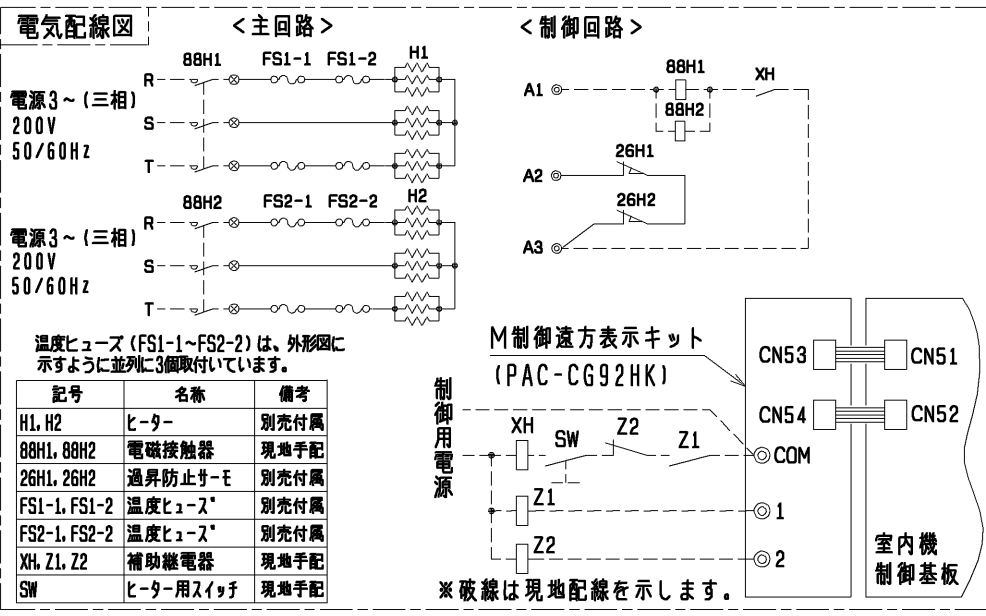 電気配線図
<主回路>
88H1 FS1-1 FS1-2 H1
R
電源3~(三相)
200V
50/60Hz
S
T
88H2 FS2-1 FS2-2 H2
R
電源3~(三相)
200V
50/60Hz
S
T
<制御回路>
88H1 XH
A1
88H2
26H1
A2
26H2
A3
温度ヒューズ(FS1-1~FS2-2)は、外形図に
示すように並列に3個取付いています。
記号 名称 備考
H1, H2 ヒーター 別売付属
88H1, 88H2 電磁接触器 現地手配
26H1, 26H2 過昇防止サーモ 別売付属
FS1-1, FS1-2 温度ヒューズ 別売付属
FS2-1, FS2-2 温度ヒューズ 別売付属
XH, Z1, Z2 補助継電器 現地手配
SW ヒーター用スイッチ 現地手配
M制御遠方表示キット
(PAC-CG92HK)
制御用電源
XH SW Z2 Z1
Z1
Z2
CN53 CN51
CN54 CN52
COM
1
2
室内機
制御基板
※破線は現地配線を示します。